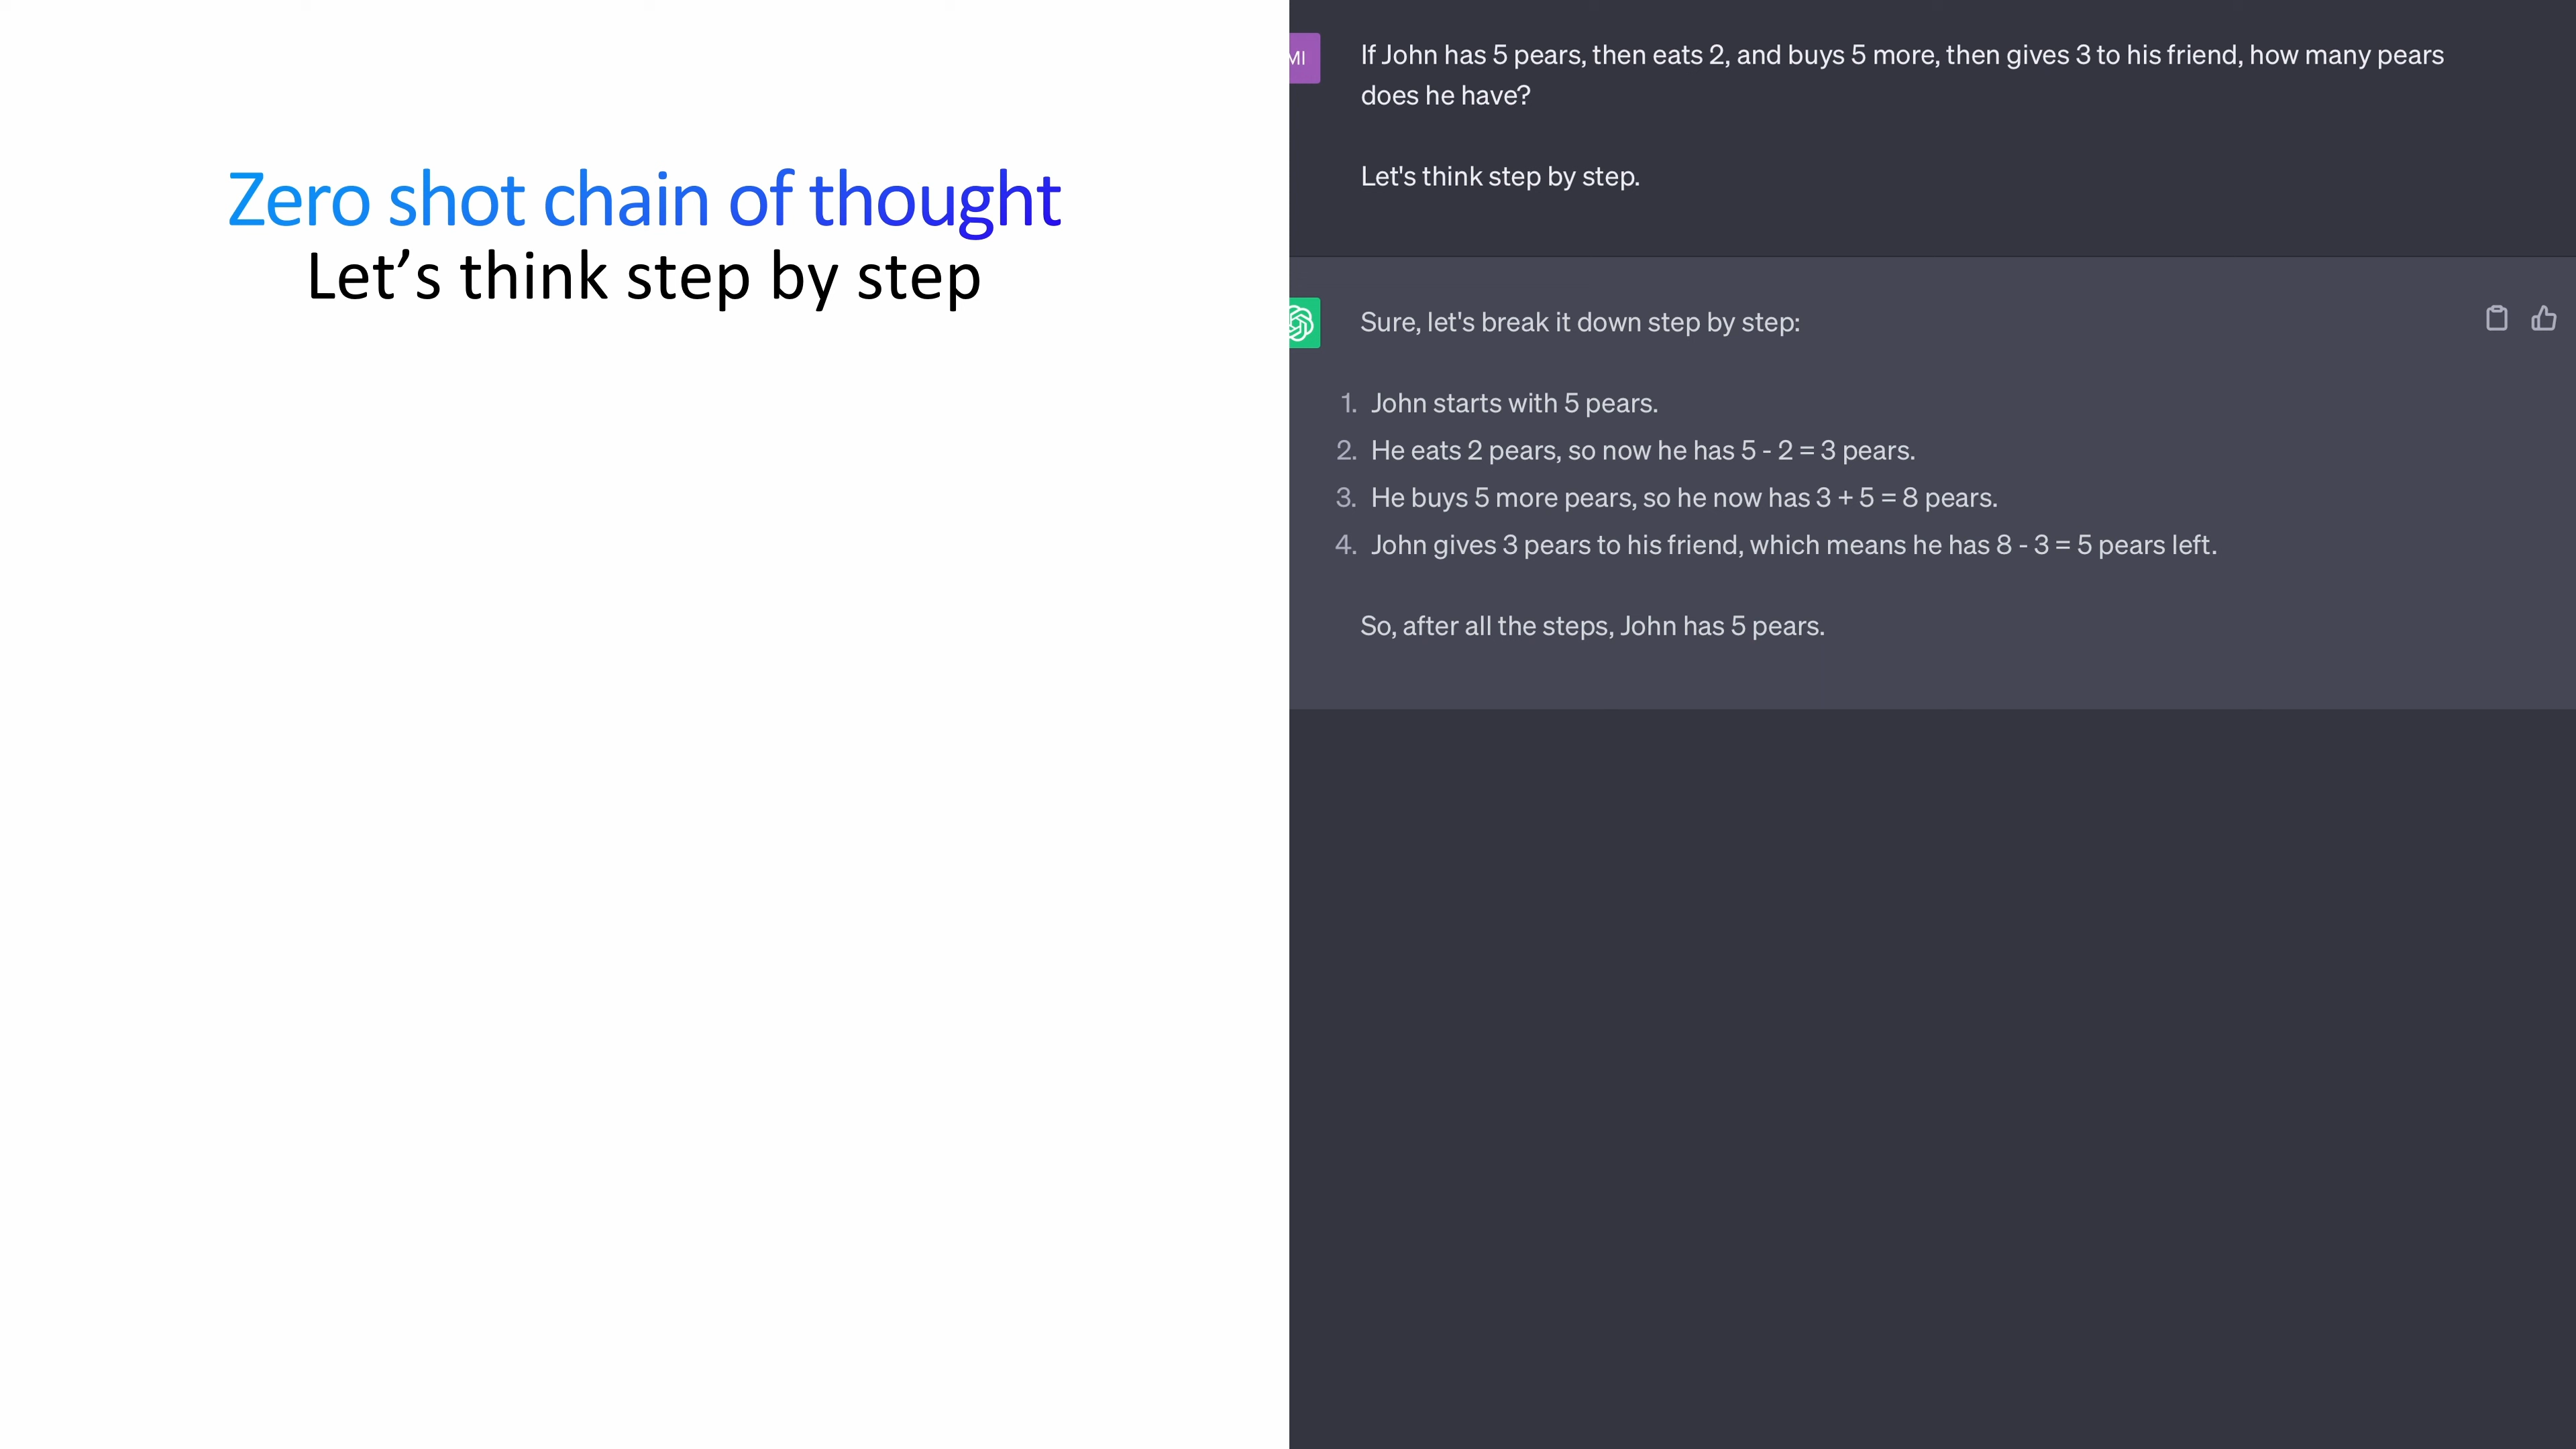 Zero shot chain of thought
Let’s think step by step
MI
If John has 5 pears, then eats 2, and buys 5 more, then gives 3 to his friend, how many pears
does he have?
Let's think step by step.
Sure, let's break it down step by step:
1. John starts with 5 pears.
2. He eats 2 pears, so now he has 5 - 2 = 3 pears.
3. He buys 5 more pears, so he now has 3 + 5 = 8 pears.
4. John gives 3 pears to his friend, which means he has 8 - 3 = 5 pears left.
So, after all the steps, John has 5 pears.